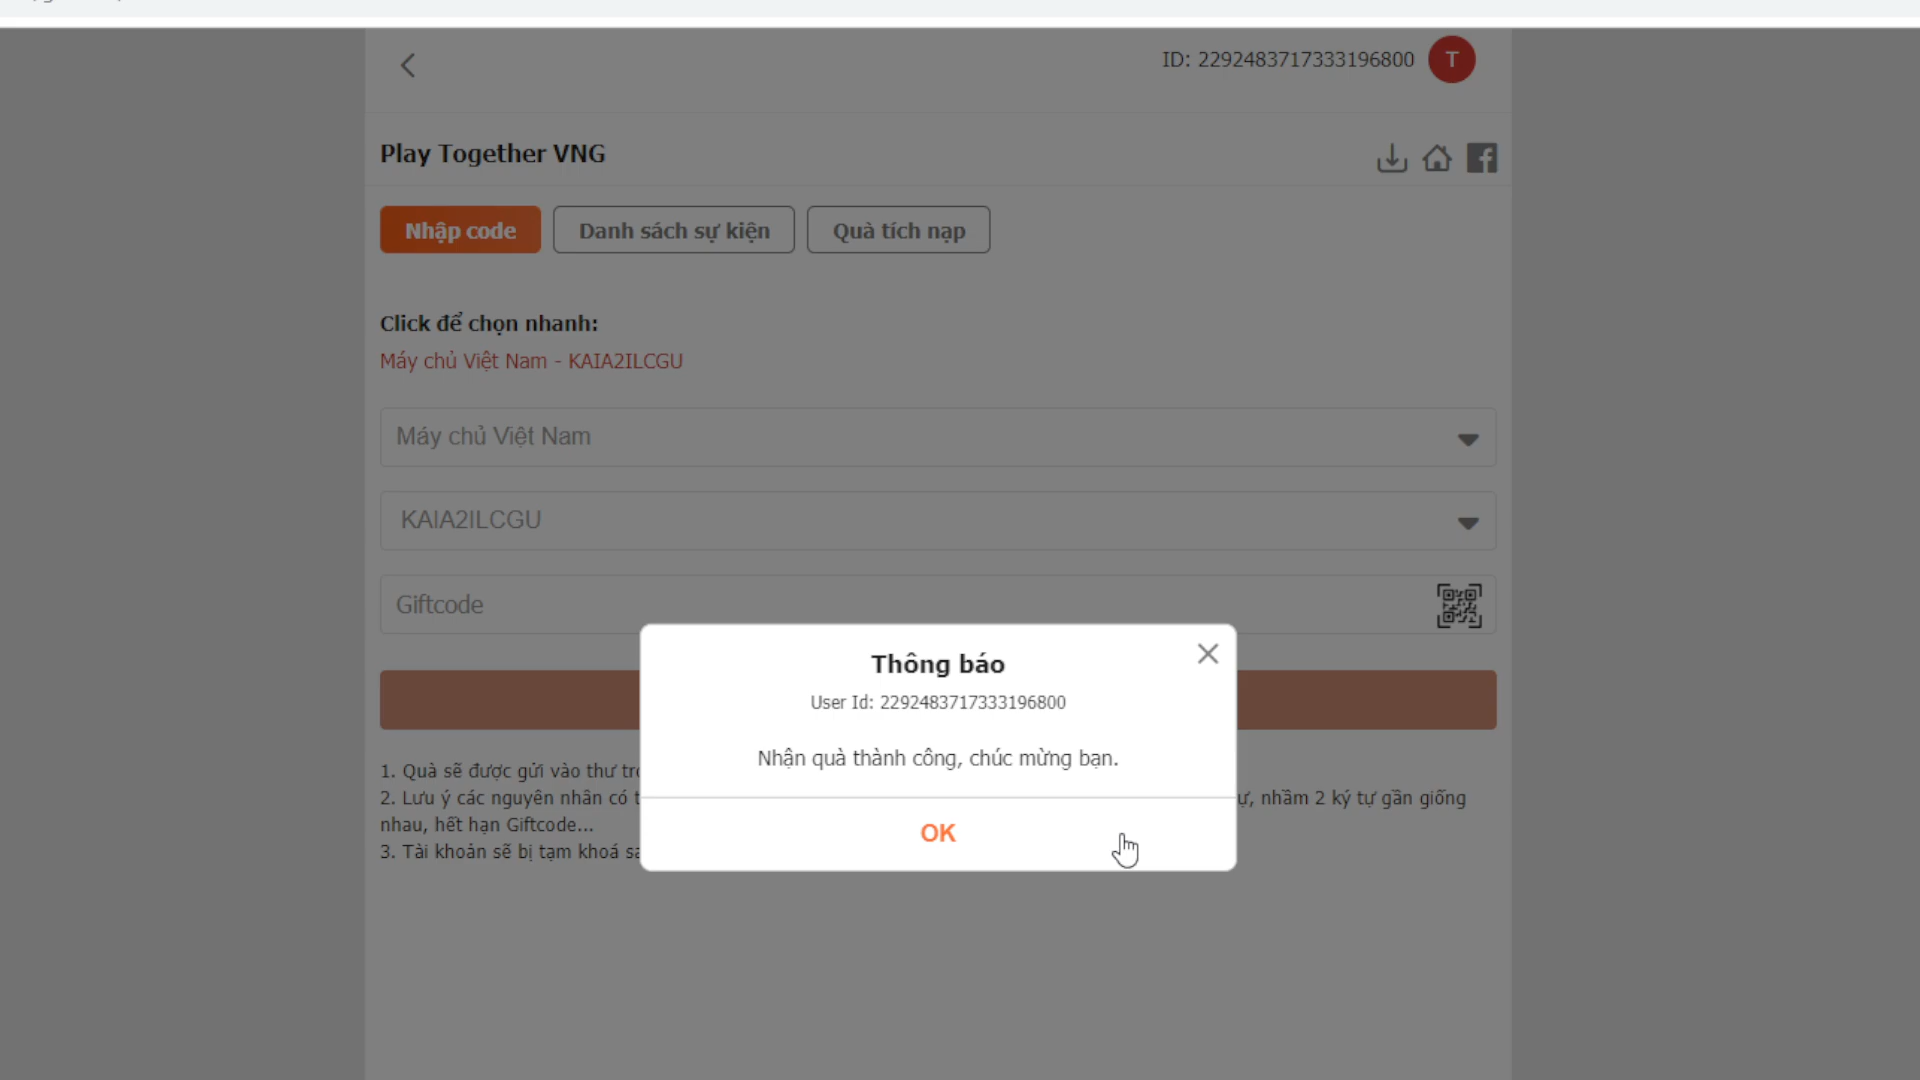 ID: 2292483717333196800
T
Play Together VNG
Nhập code
Danh sách sự kiện
Quà tích nạp
Click để chọn nhanh:
Máy chủ Việt Nam - KAIA2ILCGU
Máy chủ Việt Nam
KAIA2ILCGU
Giftcode
Thông báo
User Id: 2292483717333196800
Nhận quà thành công, chúc mừng bạn.
OK
1. Quà sẽ được gửi vào thư
2. Lưu ý các nguyên nhân có nhầm 2 ký tự gần giống
nhau, hết hạn Giftcode...
3. Tài khoản sẽ bị tạm khoá